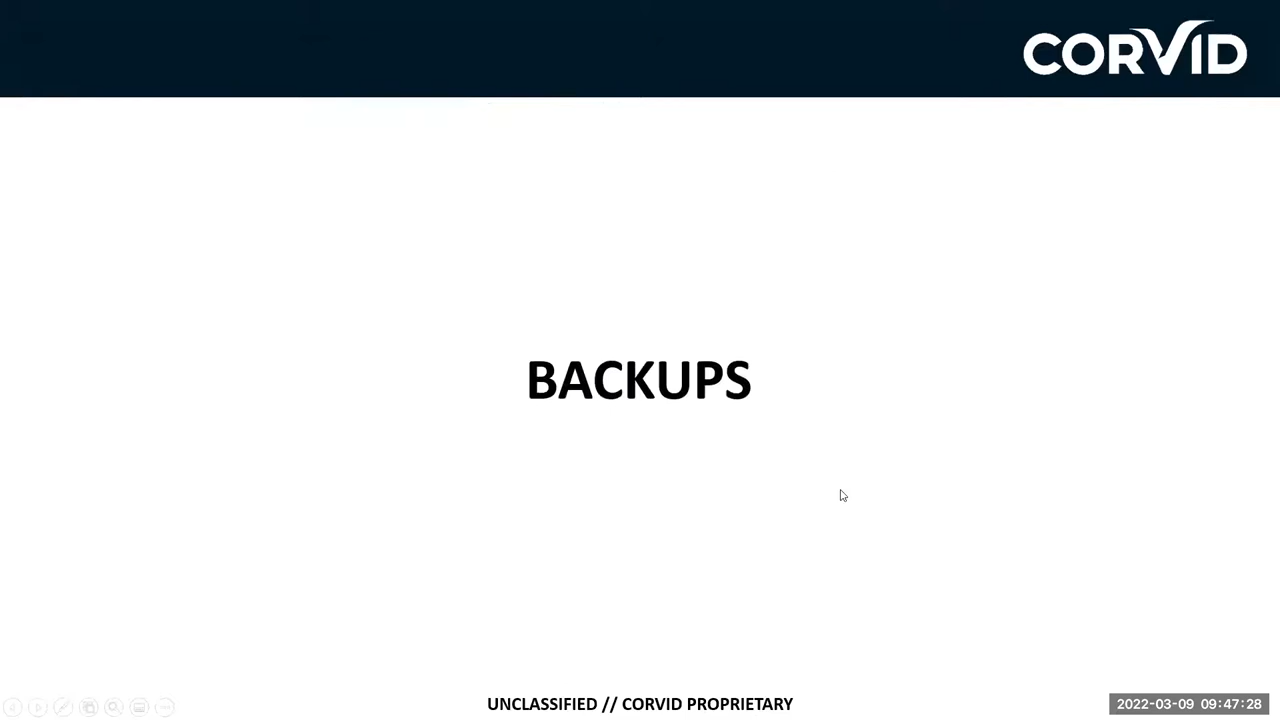 CORVID
BACKUPS
UNCLASSIFIED // CORVID PROPRIETARY
2022-03-09 09:47:28